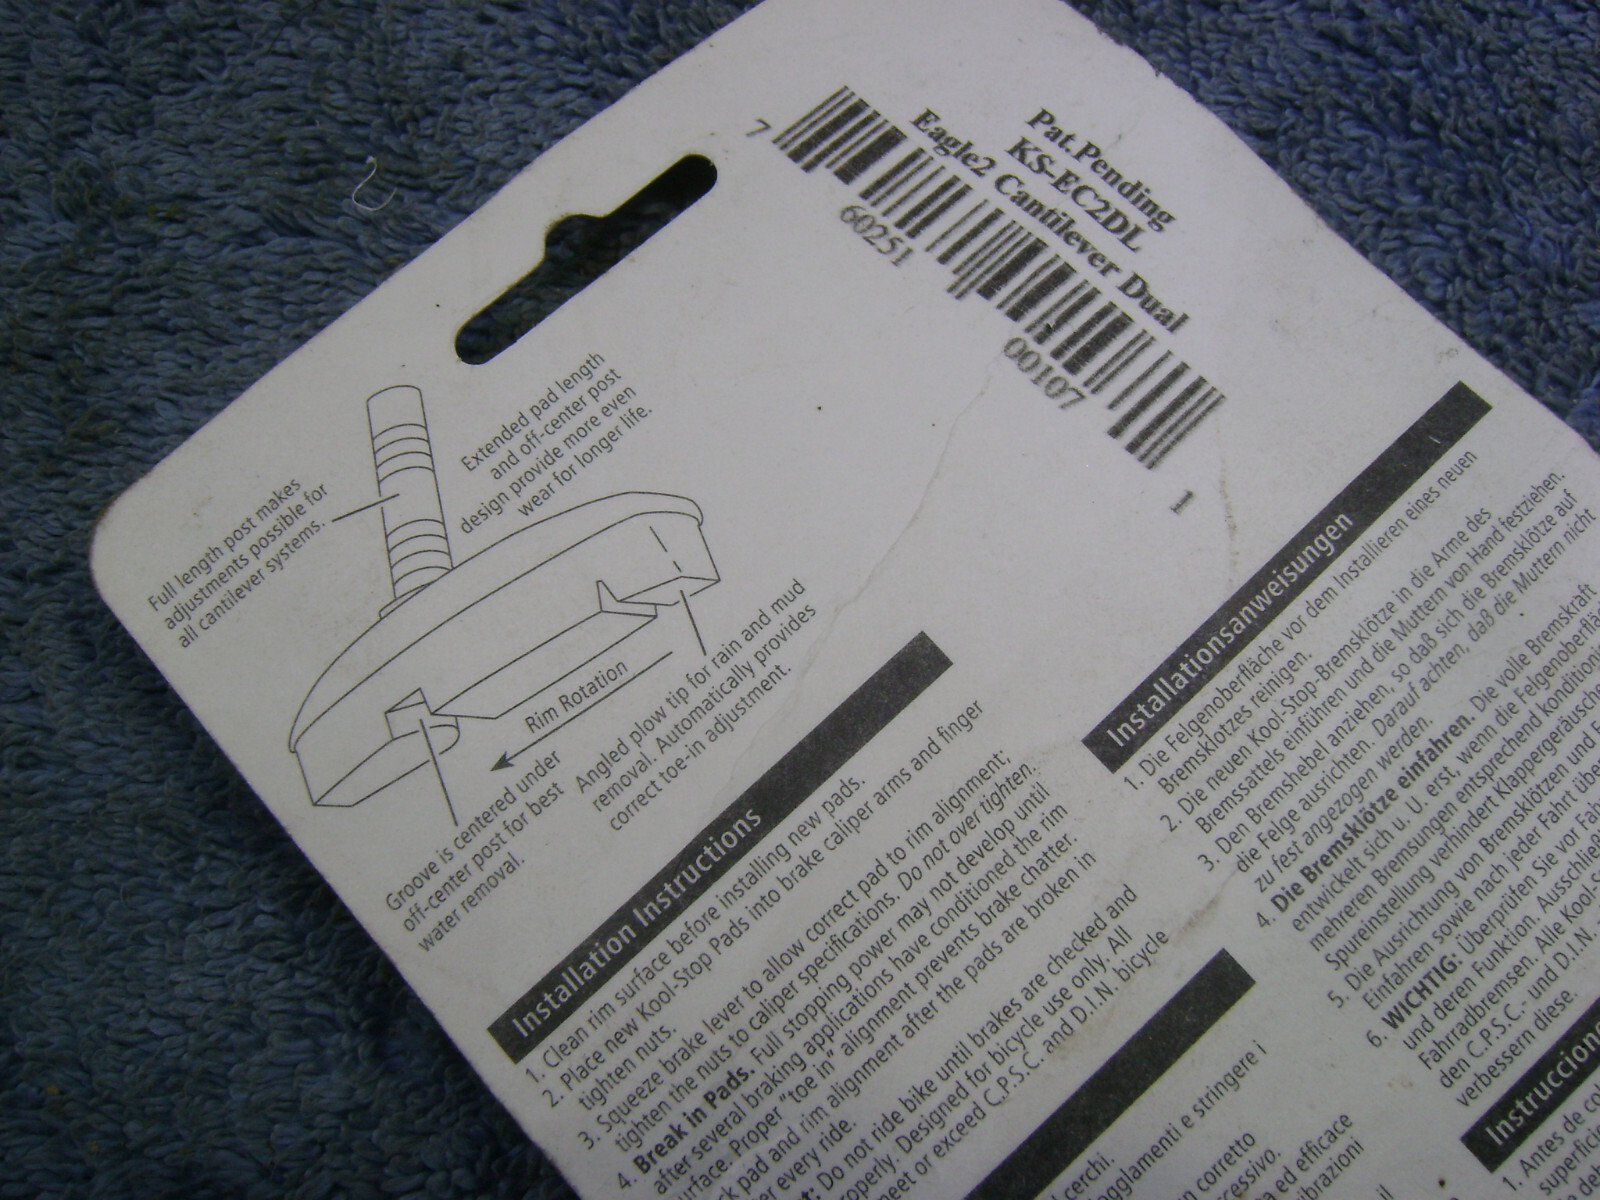 Pat.Pending
KS-EC2DL
Eagle2 Cantilever Dual
7 60251 00107 1
Full length post makes
adjustments possible for
all cantilever systems.
Extended pad length
and off-center post
design provide more even
wear for longer life.
Rim Rotation
Groove is centered under
off-center post for best
water removal.
Angled plow tip for rain and mud
removal. Automatically provides
correct toe-in adjustment.
Installation Instructions
1. Clean rim surface before installing new pads.
2. Place new Kool-Stop Pads into brake caliper arms and finger
tighten nuts.
3. Squeeze brake lever to allow correct pad to rim alignment;
tighten the nuts to caliper specifications. Do not over tighten.
4. Break in Pads. Full stopping power may not develop until
after several braking applications have conditioned the rim
surface. Proper "toe in" alignment prevents brake chatter.
pad and rim alignment after the pads are broken in
every ride.
Do not ride bike until brakes are checked and
Designed for bicycle use only. All
or exceed C.P.S.C. and D.I.N. bicycle
Installationsanweisungen
1. Die Felgenoberfläche vor dem Installieren eines neuen
Bremsklotzes reinigen.
2. Die neuen Kool-Stop-Bremsklötze in die Arme des
Bremssattels einführen und die Muttern von Hand festziehen.
3. Den Bremshebel anziehen, so daß sich die Bremsklötze auf
die Felge ausrichten. Darauf achten, daß die Muttern nicht
zu fest angezogen werden.
4. Die Bremsklötze einfahren. Die volle Bremskraft
entwickelt sich u. U. erst, wenn die
mehreren Bremsungen entsprechend
Spureinstellung verhindert
5. Die Ausrichtung von Bremsklötzen und
Einfahren sowie nach jeder Fahrt
6. WICHTIG: Überprüfen Sie vor
und deren Funktion.
Fahrradbremsen. Alle
den C.P.S.C.- und D.I.N.
verbessern diese.
cerchi.
e stringere i
corretto
ed efficace
1. Antes de